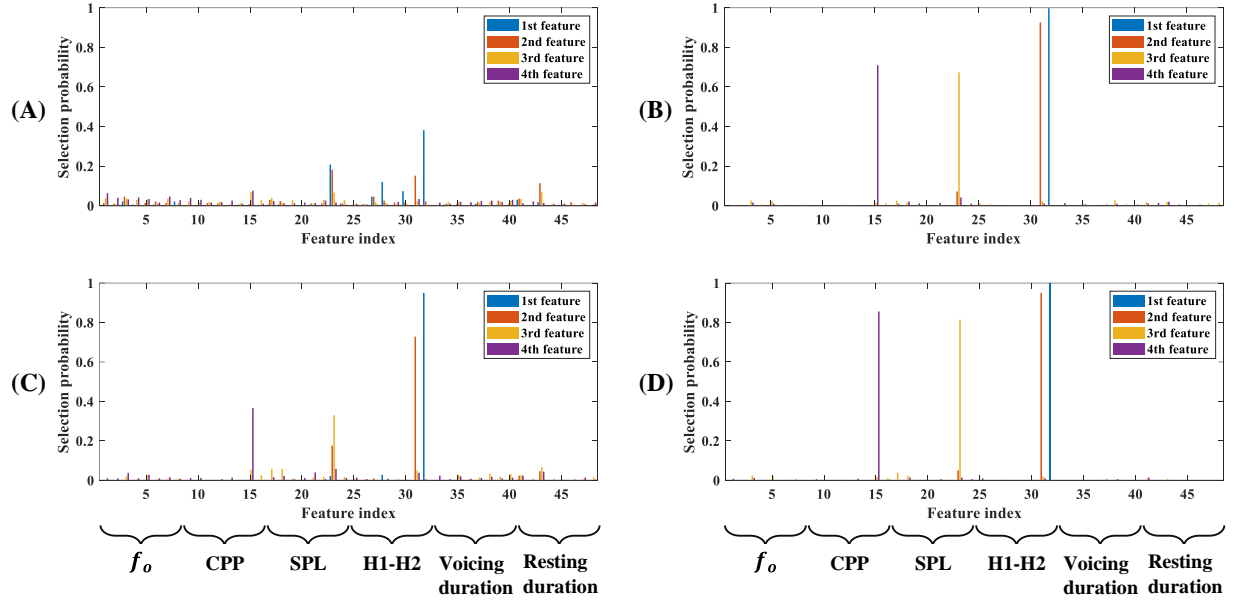 (A)
Selection probability
1
0.8
0.6
0.4
0.2
0
1st feature
2nd feature
3rd feature
4th feature
5 10 15 20 25 30 35 40 45
Feature index
(B)
Selection probability
1
0.8
0.6
0.4
0.2
0
1st feature
2nd feature
3rd feature
4th feature
5 10 15 20 25 30 35 40 45
Feature index
(C)
Selection probability
1
0.8
0.6
0.4
0.2
0
1st feature
2nd feature
3rd feature
4th feature
5 10 15 20 25 30 35 40 45
Feature index
fo CPP SPL H1-H2 Voicing duration Resting duration
(D)
Selection probability
1
0.8
0.6
0.4
0.2
0
1st feature
2nd feature
3rd feature
4th feature
5 10 15 20 25 30 35 40 45
Feature index
fo CPP SPL H1-H2 Voicing duration Resting duration